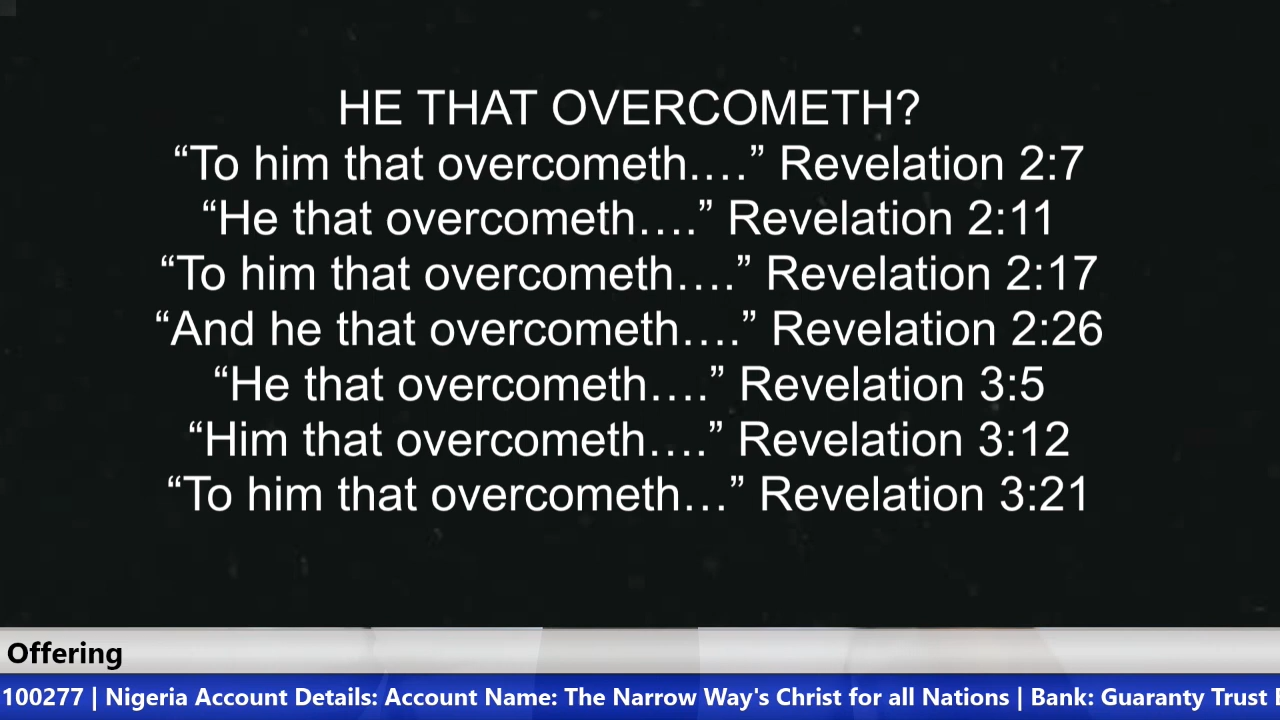 HE THAT OVERCOMETH?
“To him that overcometh….” Revelation 2:7
“He that overcometh….” Revelation 2:11
“To him that overcometh….” Revelation 2:17
“And he that overcometh….” Revelation 2:26
“He that overcometh….” Revelation 3:5
“Him that overcometh….” Revelation 3:12
“To him that overcometh…” Revelation 3:21
Offering
100277 | Nigeria Account Details: Account Name: The Narrow Way's Christ for all Nations | Bank: Guaranty Trust